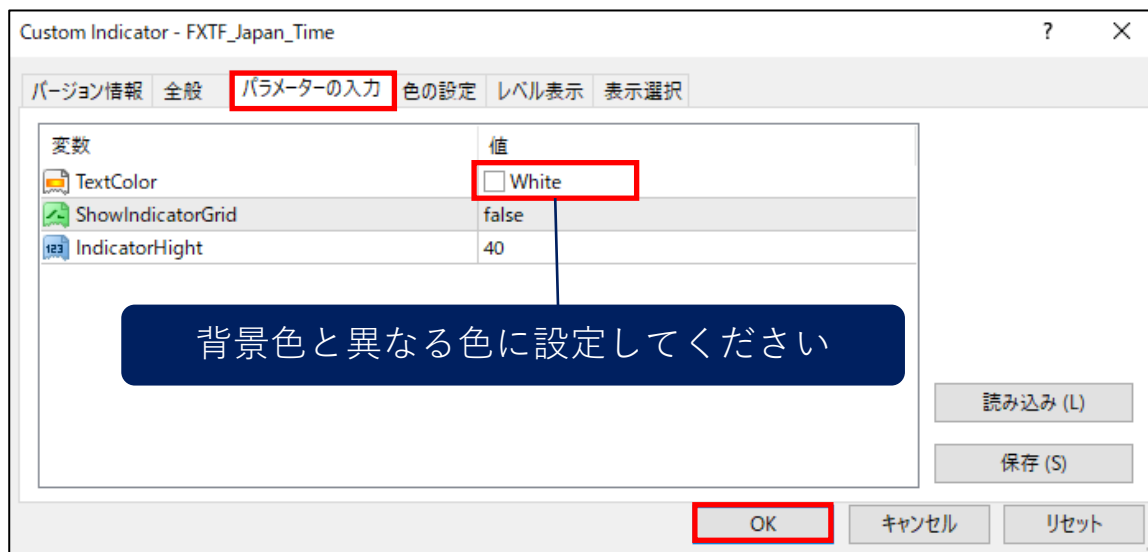 Custom Indicator - FXTF_Japan_Time ? ×
バージョン情報 全般 パラメーターの入力 色の設定 レベル表示 表示選択
変数 値
TextColor White
ShowIndicatorGrid false
123 IndicatorHight 40
背景色と異なる色に設定してください
読み込み (L)
保存 (S)
OK キャンセル リセット